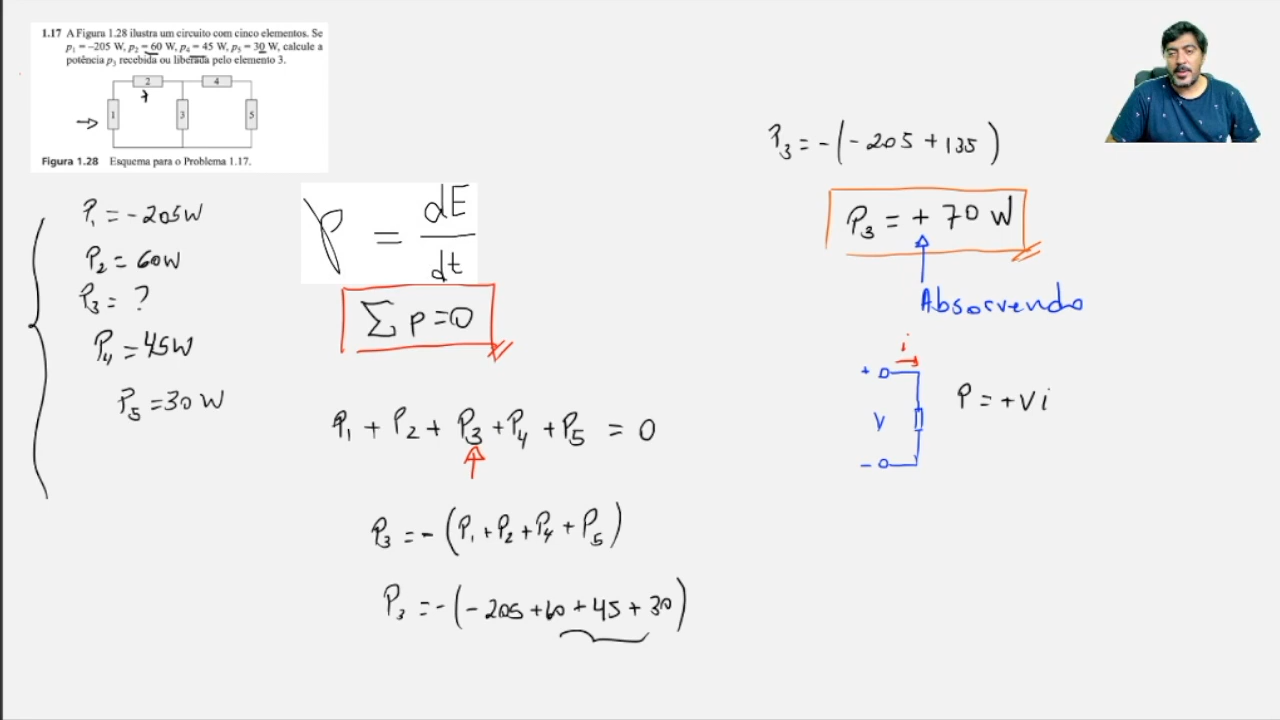 1.17 A Figura 1.28 ilustra um circuito com cinco elementos. Se
p₁ = –205 W, p₂ = 60 W, p₄ = 45 W, p₅ = 30 W, calcule a
potência p₃ recebida ou liberada pelo elemento 3.
2 4
1 3 5
Figura 1.28 Esquema para o Problema 1.17.
P₁ = -205W
P₂ = 60W
P₃ = ?
P₄ = 45W
P₅ = 30W
p = dE/dt
Σ p = 0
P₁ + P₂ + P₃ + P₄ + P₅ = 0
P₃ = - (P₁ + P₂ + P₄ + P₅)
P₃ = - (- 205 + 60 + 45 + 30)
P₃ = - (- 205 + 135)
P₃ = + 70 W
Absorvendo
i
+
V
-
P = + V i